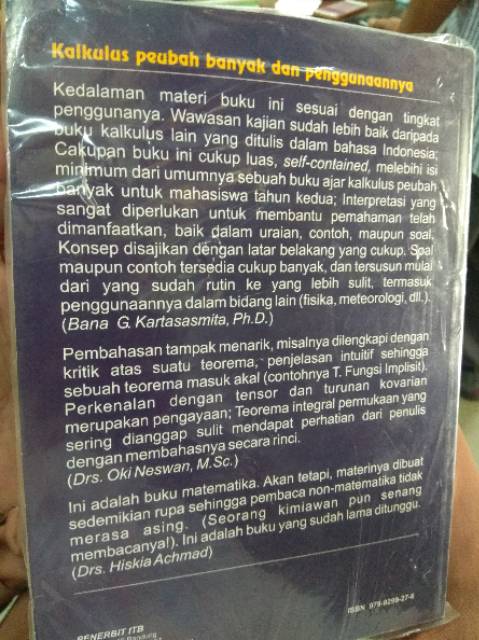 Kalkulus peubah banyak dan penggunaannya
Kedalaman materi buku ini sesuai dengan tingkat
penggunanya. Wawasan kajian sudah lebih baik daripada
buku kalkulus lain yang ditulis dalam bahasa Indonesia;
Cakupan buku ini cukup luas, self-contained, melebihi isi
minimum dari umumnya sebuah buku ajar kalkulus peubah
banyak untuk mahasiswa tahun kedua; Interpretasi yang
sangat diperlukan untuk membantu pemahaman telah
dimanfaatkan, baik dalam uraian, contoh, maupun soal.
Konsep disajikan dengan latar belakang yang cukup. Soal
maupun contoh tersedia cukup banyak, dan tersusun mulai
dari yang sudah rutin ke yang lebih sulit, termasuk
penggunaannya dalam bidang lain (fisika, meteorologi, dll.).
(Bana G. Kartasasmita, Ph.D.)
Pembahasan tampak menarik, misalnya dilengkapi dengan
kritik atas suatu teorema, penjelasan intuitif sehingga
sebuah teorema masuk akal (contohnya T. Fungsi Implisit).
Perkenalan dengan tensor dan turunan kovarian
merupakan pengayaan; Teorema integral permukaan yang
sering dianggap sulit mendapat perhatian dari penulis
dengan membahasnya secara rinci.
(Drs. Oki Neswan, M.Sc.)
Ini adalah buku matematika. Akan tetapi, materinya dibuat
sedemikian rupa sehingga pembaca non-matematika tidak
merasa asing. (Seorang kimiawan pun senang
membacanya!). Ini adalah buku yang sudah lama ditunggu.
(Drs. Hiskia Achmad)
ISBN 979-9299-27-6
PENERBIT ITB